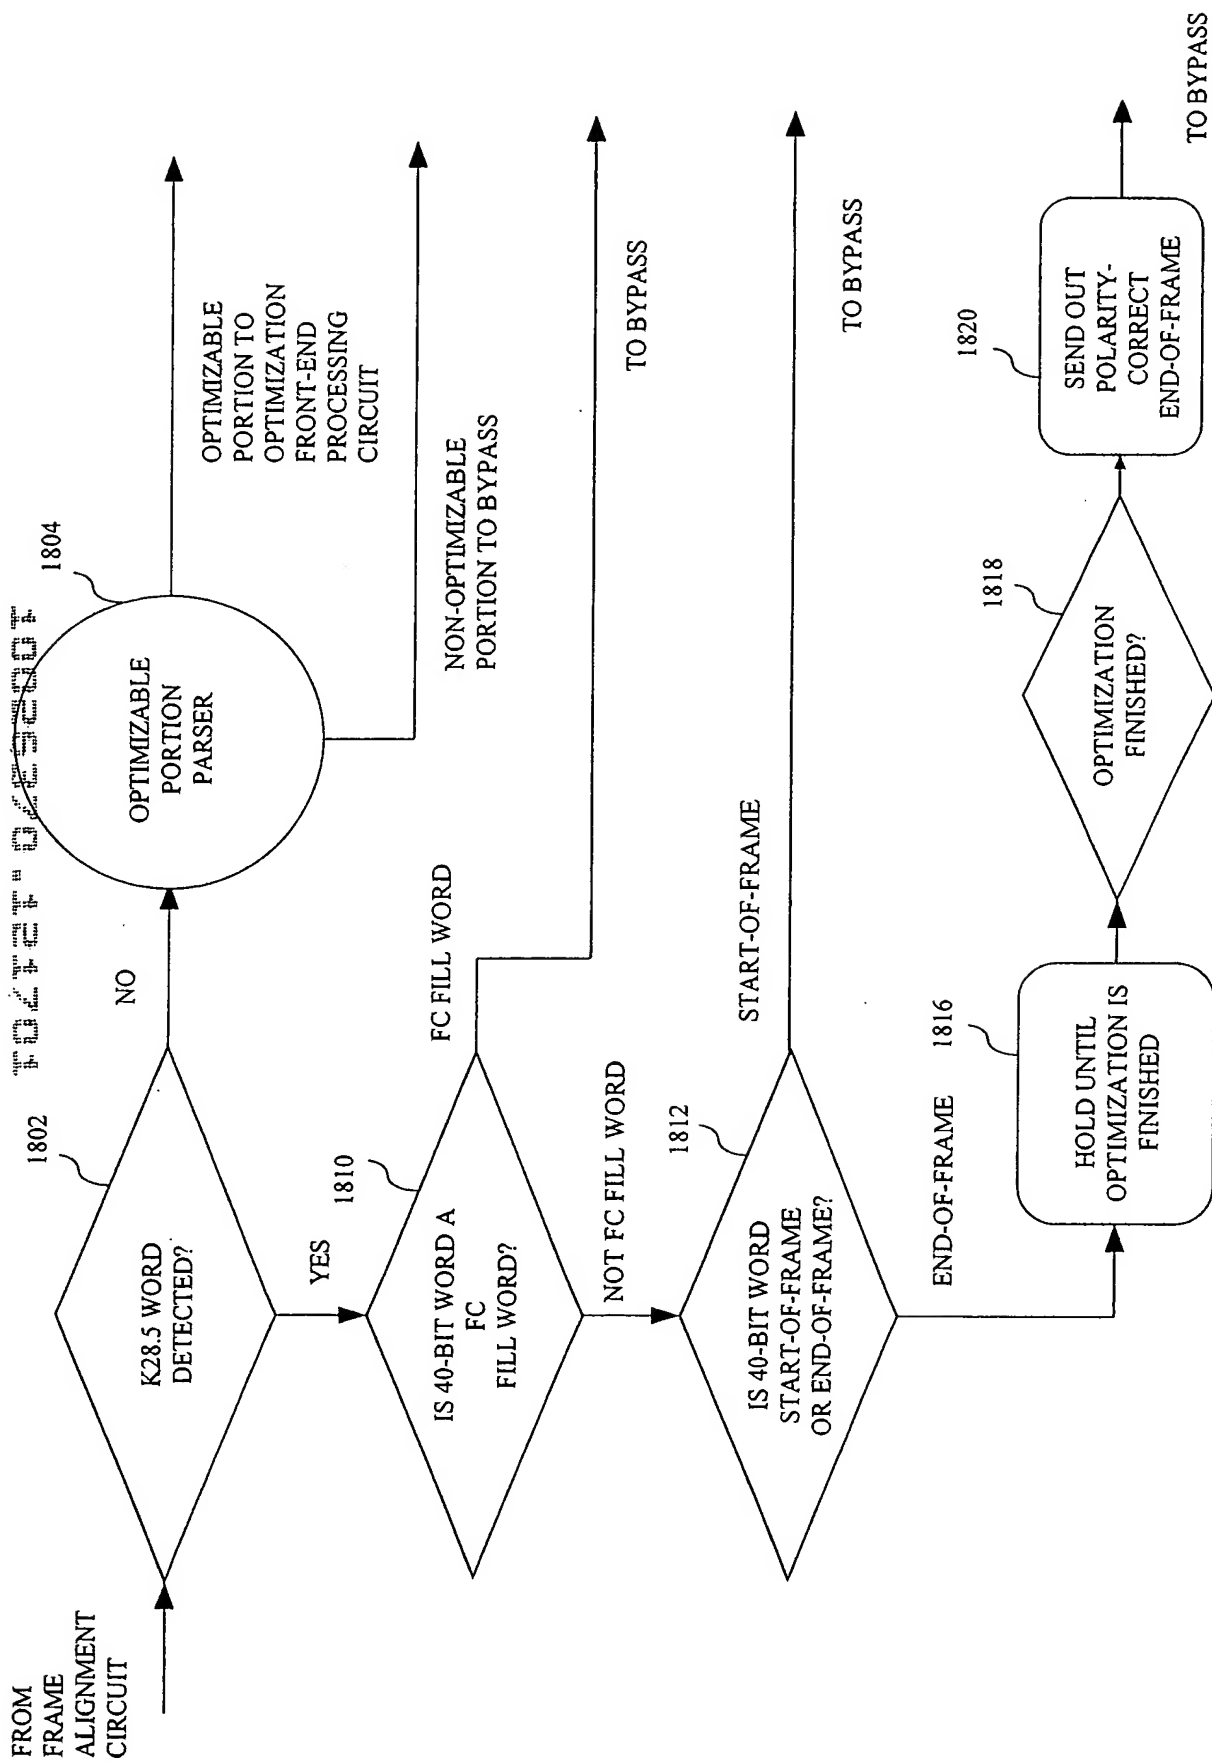 FROM
FRAME
ALIGNMENT
CIRCUIT
1802
K28.5 WORD
DETECTED?
NO
1804
OPTIMIZABLE
PORTION
PARSER
OPTIMIZABLE
PORTION TO
OPTIMIZATION
FRONT-END
PROCESSING
CIRCUIT
NON-OPTIMIZABLE
PORTION TO BYPASS
YES
1810
IS 40-BIT WORD A
FC
FILL WORD?
FC FILL WORD
TO BYPASS
NOT FC FILL WORD
1812
IS 40-BIT WORD
START-OF-FRAME
OR END-OF-FRAME?
START-OF-FRAME
TO BYPASS
END-OF-FRAME
1816
HOLD UNTIL
OPTIMIZATION IS
FINISHED
1818
OPTIMIZATION
FINISHED?
1820
SEND OUT
POLARITY-
CORRECT
END-OF-FRAME
TO BYPASS